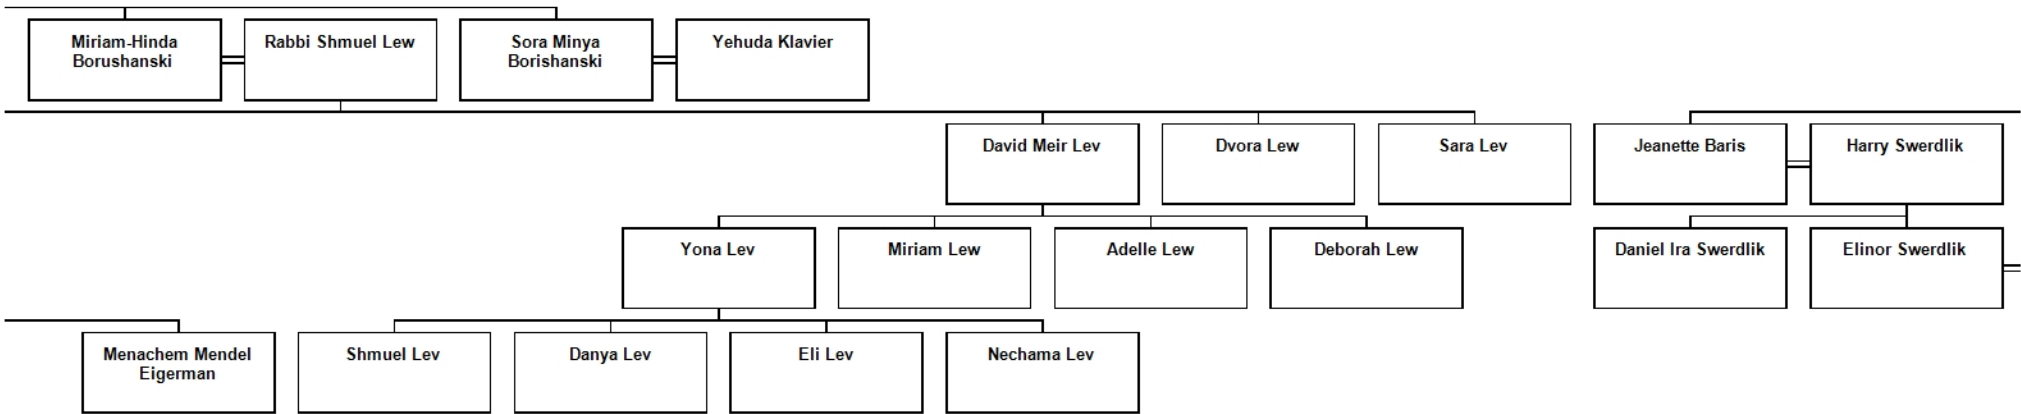 Miriam-Hinda
Borushanski
Rabbi Shmuel Lew
Sora Minya
Borishanski
Yehuda Klavier
David Meir Lev
Dvora Lew
Sara Lev
Jeanette Baris
Harry Swerdlik
Yona Lev
Miriam Lew
Adelle Lew
Deborah Lew
Daniel Ira Swerdlik
Elinor Swerdlik
Menachem Mendel
Eigerman
Shmuel Lev
Danya Lev
Eli Lev
Nechama Lev